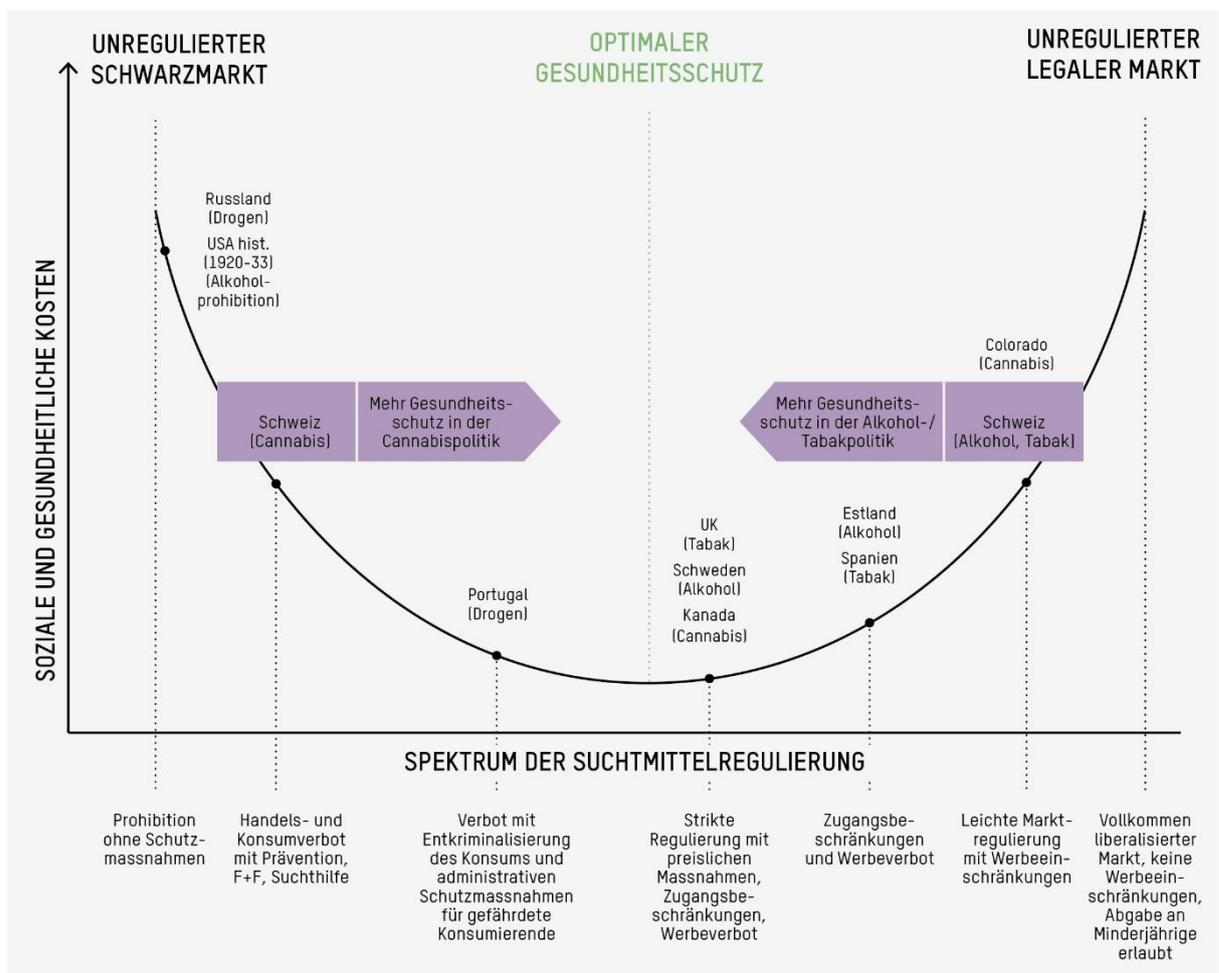 UNREGULIERTER
SCHWARZMARKT
OPTIMALER
GESUNDHEITSSCHUTZ
UNREGULIERTER
LEGALER MARKT
SOZIALE UND GESUNDHEITLICHE KOSTEN
Russland
(Drogen)
USA hist.
(1920-33)
(Alkohol-
prohibition)
Schweiz
(Cannabis)
Mehr Gesundheits-
schutz in der
Cannabispolitik
Portugal
(Drogen)
UK
(Tabak)
Schweden
(Alkohol)
Kanada
(Cannabis)
Mehr Gesundheits-
schutz in der Alkohol-/
Tabakpolitik
Estland
(Alkohol)
Spanien
(Tabak)
Colorado
(Cannabis)
Schweiz
(Alkohol, Tabak)
SPEKTRUM DER SUCHTMITTELREGULIERUNG
Prohibition
ohne Schutz-
massnahmen
Handels- und
Konsumverbot
mit Prävention,
F+F, Suchthilfe
Verbot mit
Entkriminalisierung
des Konsums und
administrativen
Schutzmassnahmen
für gefährdete
Konsumierende
Strikte
Regulierung mit
preislichen
Massnahmen,
Zugangsbe-
schränkungen,
Werbeverbot
Zugangsbe-
schränkungen
und Werbeverbot
Leichte Markt-
regulierung
mit Werbeein-
schränkungen
Vollkommen
liberalisierter
Markt, keine
Werbeein-
schränkungen,
Abgabe an
Minderjährige
erlaubt